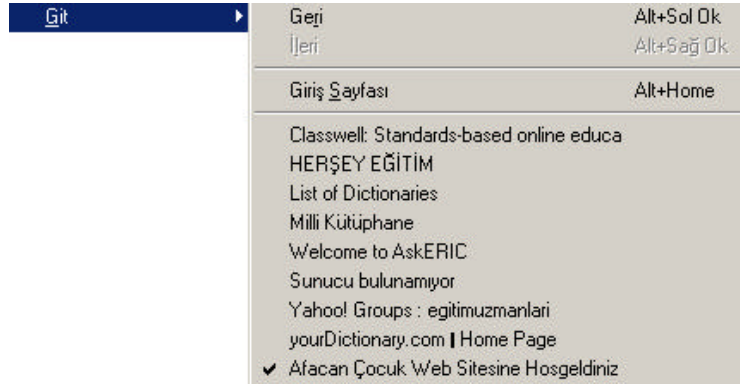 Git
Geri Alt+Sol Ok
İleri Alt+Sağ Ok
Giriş Sayfası Alt+Home
Classwell: Standards-based online educa
HERŞEY EĞİTİM
List of Dictionaries
Milli Kütüphane
Welcome to AskERIC
Sunucu bulunamıyor
Yahoo! Groups : egitimuzmanlari
yourDictionary.com | Home Page
Afacan Çocuk Web Sitesine Hosgeldiniz